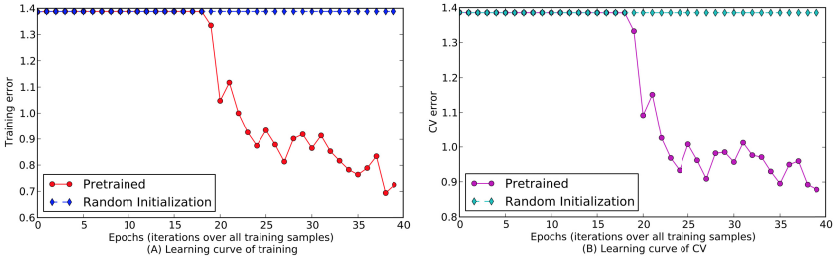 1.4
1.3
1.2
1.1
1.0
0.9
0.8
0.7
0.6
Training error
Pretrained
Random Initialization
0 5 10 15 20 25 30 35 40
Epochs (iterations over all training samples)
(A) Learning curve of training
1.4
1.3
1.2
1.1
1.0
0.9
0.8
CV error
Pretrained
Random Initialization
0 5 10 15 20 25 30 35 40
Epochs (iterations over all training samples)
(B) Learning curve of CV